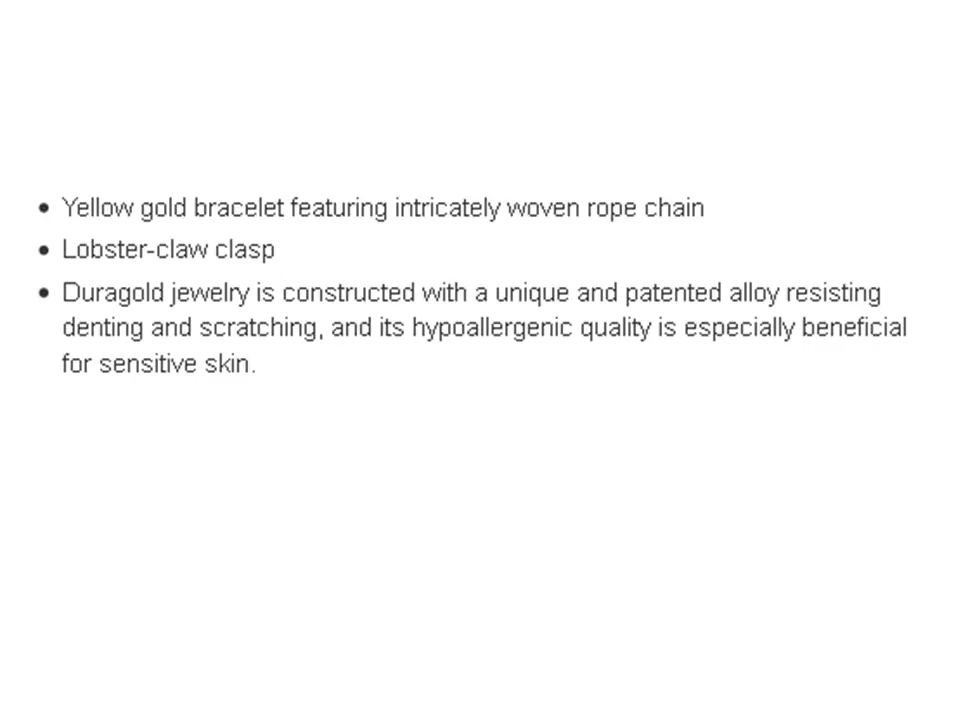 • Yellow gold bracelet featuring intricately woven rope chain
• Lobster-claw clasp
• Duragold jewelry is constructed with a unique and patented alloy resisting
denting and scratching, and its hypoallergenic quality is especially beneficial
for sensitive skin.